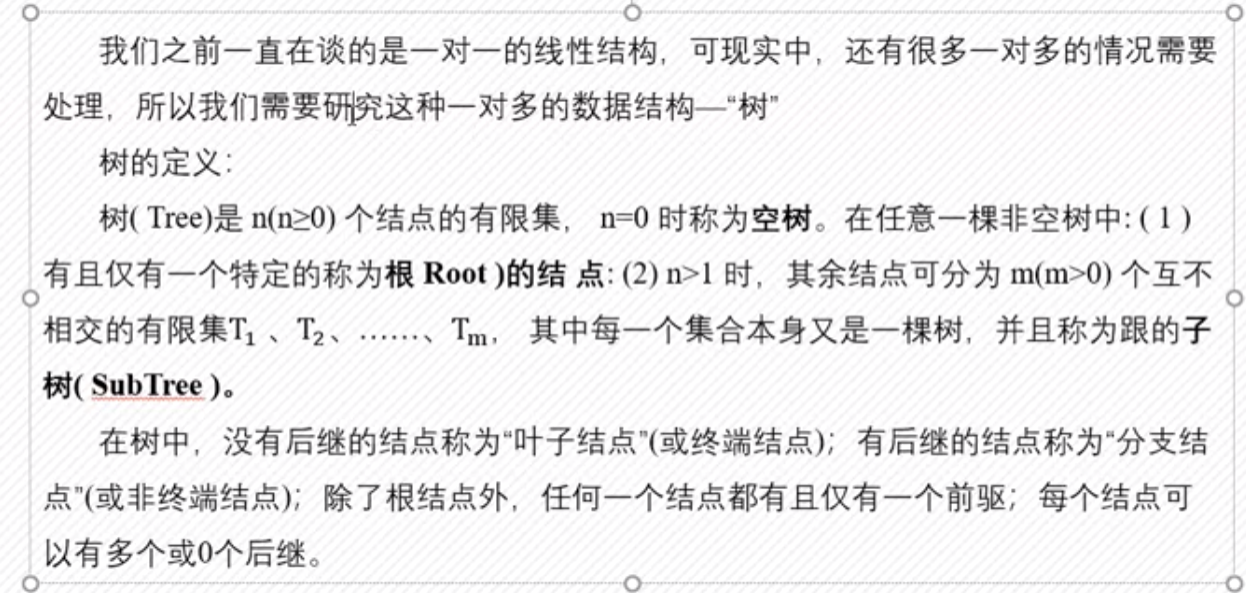 我们之前一直在谈的是一对一的线性结构，可现实中，还有很多一对多的情况需要
处理，所以我们需要研究这种一对多的数据结构—“树”
树的定义：
树( Tree)是 n(n≥0) 个结点的有限集， n=0 时称为空树。在任意一棵非空树中: ( 1 )
有且仅有一个特定的称为根 Root )的结 点: (2) n>1 时，其余结点可分为 m(m>0) 个互不
相交的有限集T₁ 、T₂、……、Tₘ， 其中每一个集合本身又是一棵树，并且称为跟的子
树( SubTree )。
在树中，没有后继的结点称为“叶子结点”(或终端结点)；有后继的结点称为“分支结
点”(或非终端结点)；除了根结点外，任何一个结点都有且仅有一个前驱；每个结点可
以有多个或0个后继。